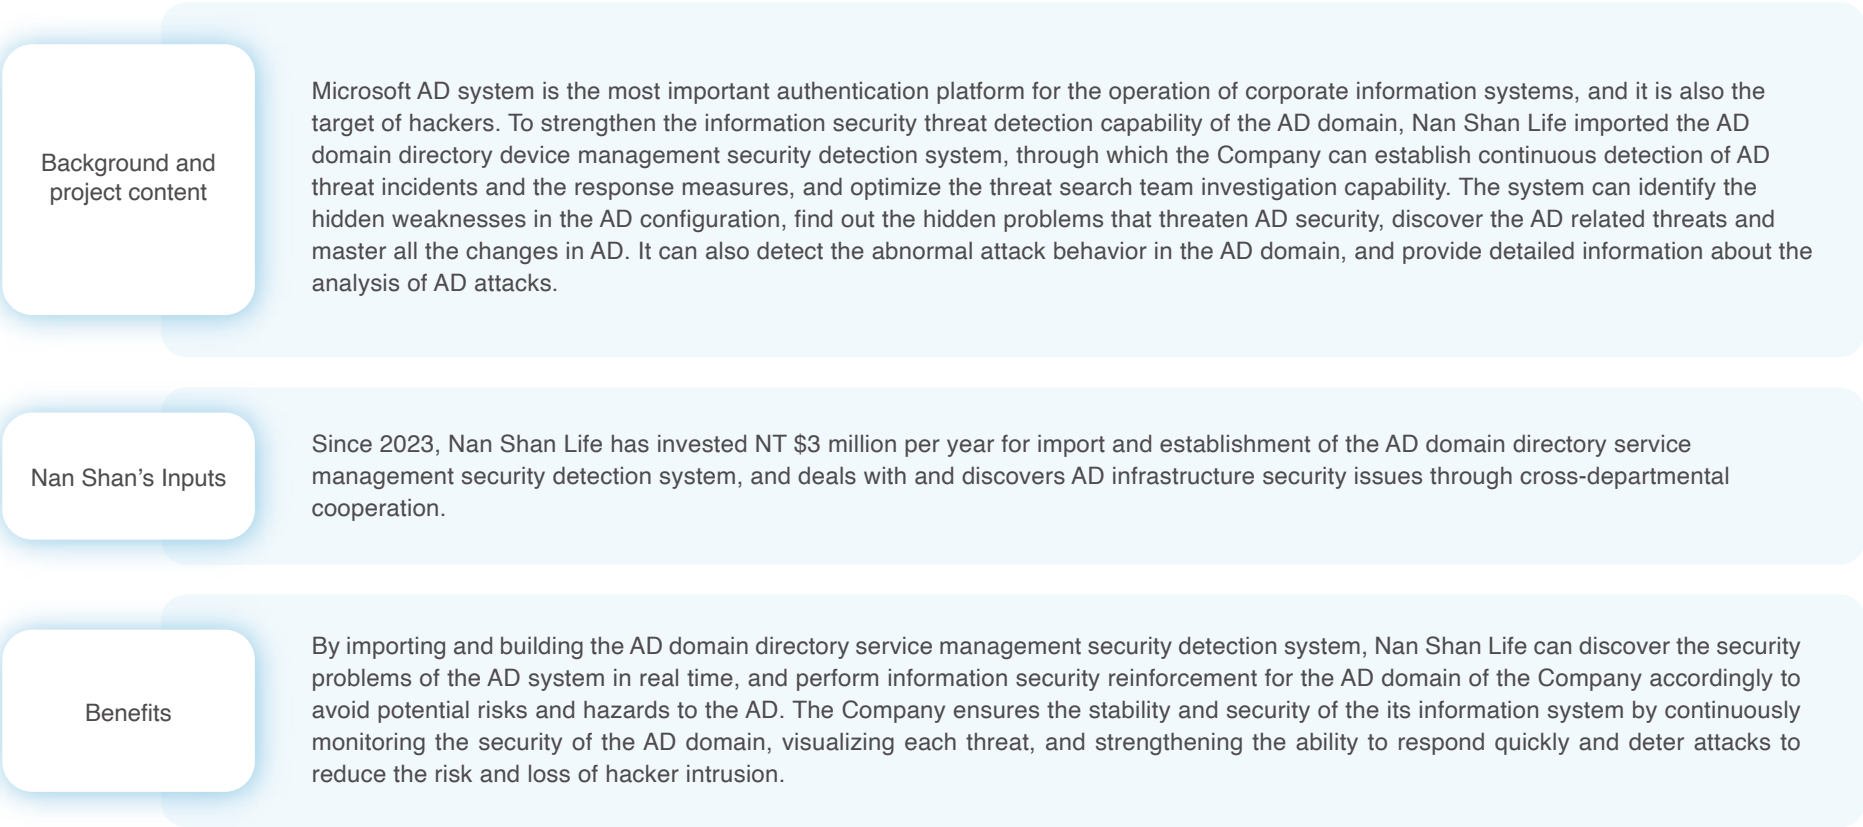 Background and
project content
Microsoft AD system is the most important authentication platform for the operation of corporate information systems, and it is also the
target of hackers. To strengthen the information security threat detection capability of the AD domain, Nan Shan Life imported the AD
domain directory device management security detection system, through which the Company can establish continuous detection of AD
threat incidents and the response measures, and optimize the threat search team investigation capability. The system can identify the
hidden weaknesses in the AD configuration, find out the hidden problems that threaten AD security, discover the AD related threats and
master all the changes in AD. It can also detect the abnormal attack behavior in the AD domain, and provide detailed information about the
analysis of AD attacks.
Nan Shan’s Inputs
Since 2023, Nan Shan Life has invested NT $3 million per year for import and establishment of the AD domain directory service
management security detection system, and deals with and discovers AD infrastructure security issues through cross-departmental
cooperation.
Benefits
By importing and building the AD domain directory service management security detection system, Nan Shan Life can discover the security
problems of the AD system in real time, and perform information security reinforcement for the AD domain of the Company accordingly to
avoid potential risks and hazards to the AD. The Company ensures the stability and security of the its information system by continuously
monitoring the security of the AD domain, visualizing each threat, and strengthening the ability to respond quickly and deter attacks to
reduce the risk and loss of hacker intrusion.